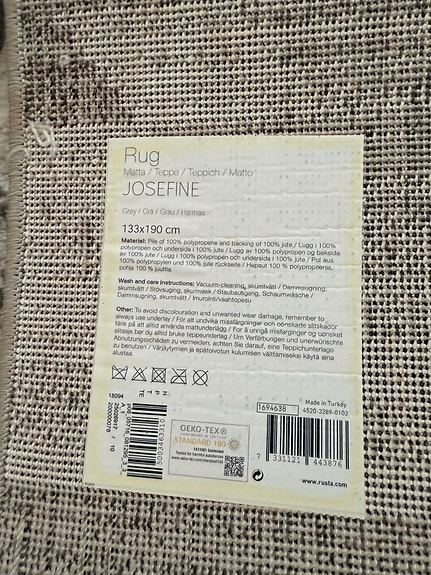 Rug
Matta / Teppe / Teppich / Matto
JOSEFINE
Grey / Grå / Grau / Harmaa
133x190 cm
Material: Pile of 100% polypropene and backing of 100% jute / Lugg i 100%
polypropen och undersida i 100% jute / Lugg av 100% polypropen og bakside
av 100% jute / Lugg i 100% polypropen och undersida i 100% jute / Pol aus
100% polypropylen und 100% jute rückseite / Hapsut 100 % polypropeenia,
pohja 100 % juuttia
Wash and care instructions: Vacuum-cleaning, skumtvätt / Dammsugning,
skumtvätt / Støvsuging, skumvask / Staubaufgang, Schaumwäsche /
Dammsugning, skumtvätt / Imurointi/vaahtopesu
Other: To avoid discolouration and unwanted wear damage, remember to
always use underlay / För att undvika missfärgningar och oönskade slitskador
tänk på att alltid använda mattunderlägg / For å unngå misfarginger og uønsket
slitasje bør dy alltid bruke teppeunderlag / Um Verfärbungen und unerwünschte
Abnutzungsschäden zu vermeiden, achten Sie darauf, eine Teppichunterlage
zu benutzen / Värjäytymien ja epätoivotun kulumisen välttämiseksi käytä aina
alustaa.
18094
H P T E
5003463310
OEKO-TEX®
STANDARD 100
1694638
Made in Turkey
4520-2289-0102
7 331121 443876
www.rusta.com